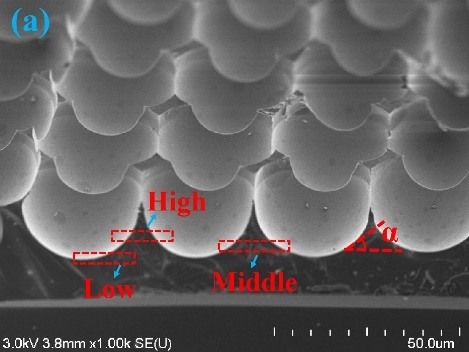 (a)
High
α
Low
Middle
3.0kV 3.8mm x1.00k SE(U)
50.0um